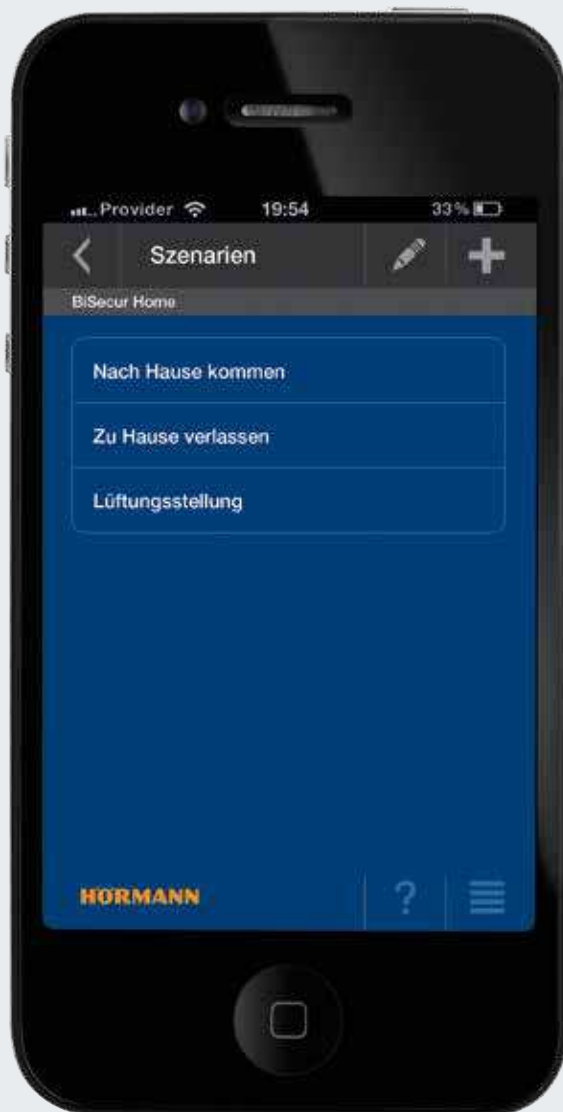 Provider 19:54 33%
Szenarien
BiSecur Home
Nach Hause kommen
Zu Hause verlassen
Lüftungsstellung
HÖRMANN
?